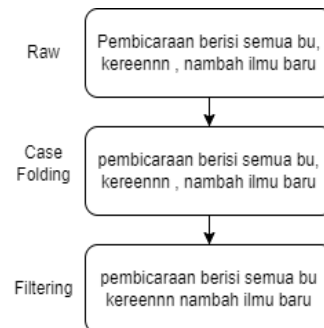 Raw
Pembicaraan berisi semua bu,
kereennn , nambah ilmu baru
Case
Folding
pembicaraan berisi semua bu,
kereennn , nambah ilmu baru
Filtering
pembicaraan berisi semua bu
kereennn nambah ilmu baru